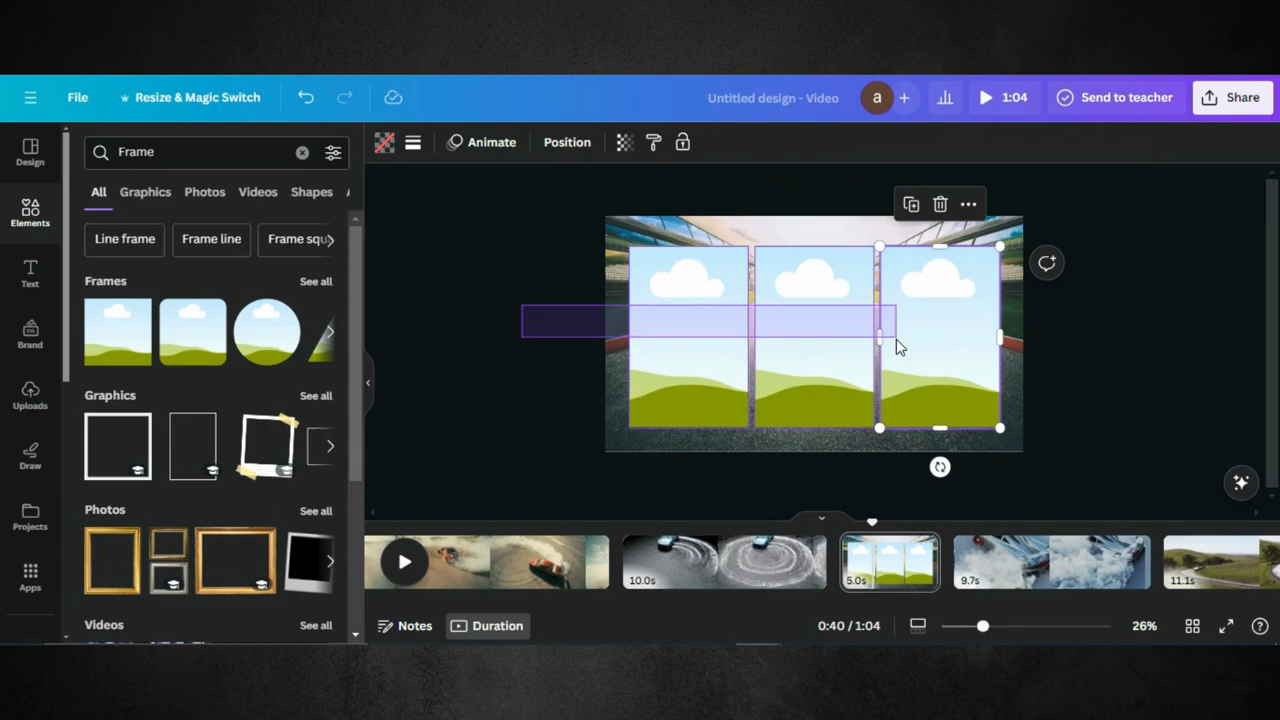 File
Resize & Magic Switch
Untitled design - Video
a
1:04
Send to teacher
Share
Design
Elements
Text
Brand
Uploads
Draw
Projects
Apps
Frame
All
Graphics
Photos
Videos
Shapes
Line frame
Frame line
Frame squ
Frames
See all
Graphics
See all
Photos
See all
Videos
See all
Animate
Position
10.0s
5.0s
9.7s
11.1s
Notes
Duration
0:40 / 1:04
26%